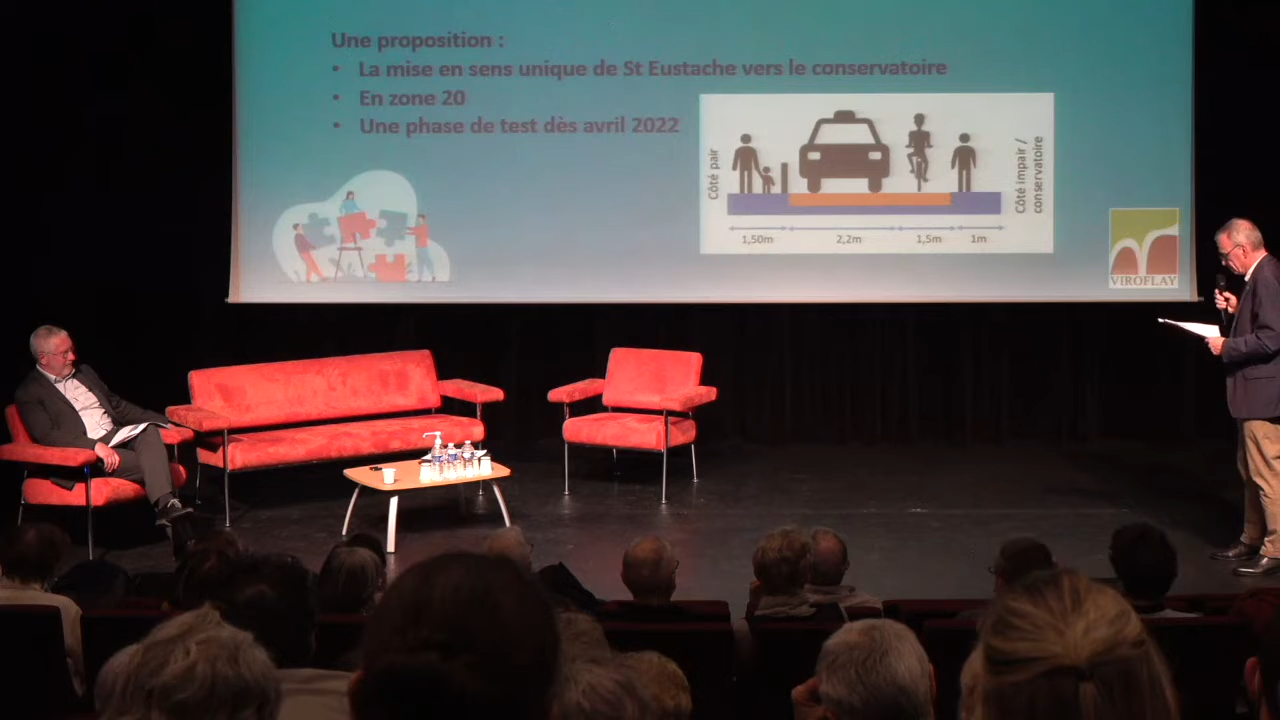 Une proposition :
• La mise en sens unique de St Eustache vers le conservatoire
• En zone 20
• Une phase de test dès avril 2022
Côté pair
Côté impair /
conservatoire
1,50m 2,2m 1,5m 1m
VIROFLAY